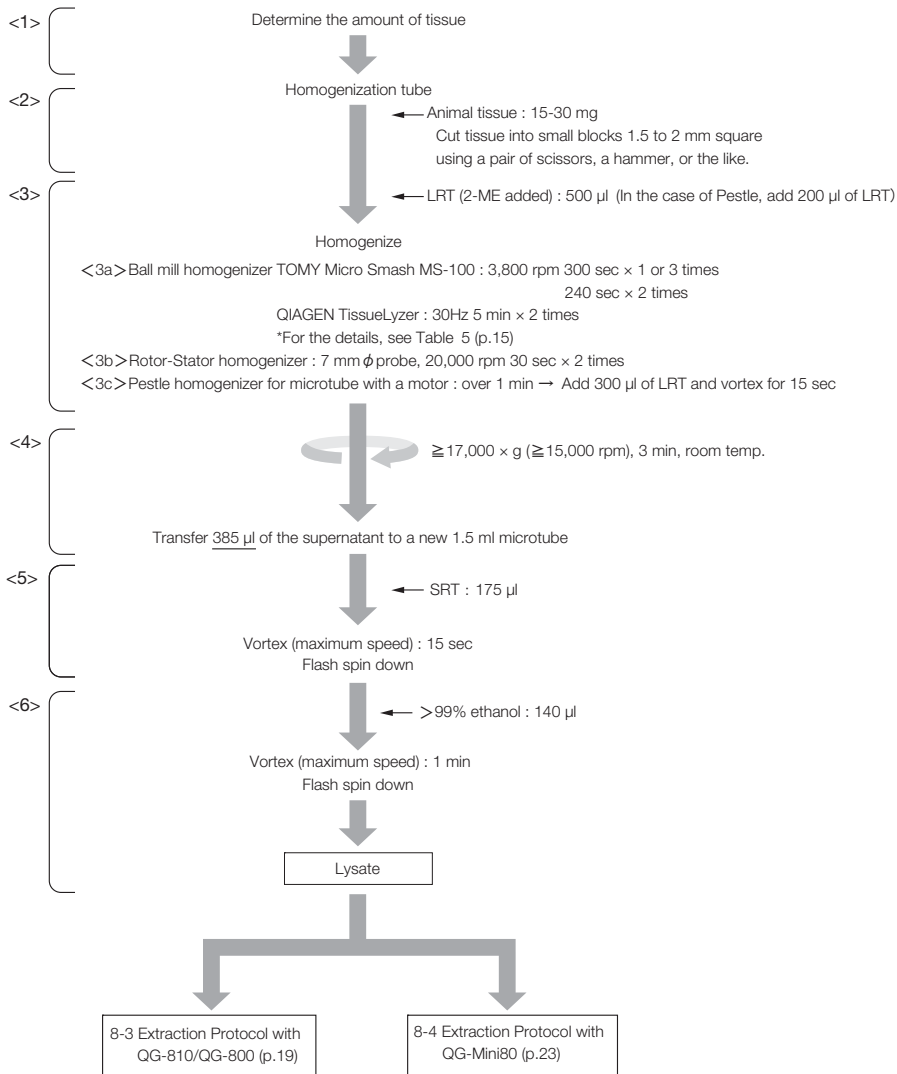 <1>
Determine the amount of tissue
Homogenization tube
<2>
Animal tissue : 15-30 mg
Cut tissue into small blocks 1.5 to 2 mm square
using a pair of scissors, a hammer, or the like.
<3>
LRT (2-ME added) : 500 µl (In the case of Pestle, add 200 µl of LRT)
Homogenize
<3a>Ball mill homogenizer TOMY Micro Smash MS-100 : 3,800 rpm 300 sec × 1 or 3 times
240 sec × 2 times
QIAGEN TissueLyzer : 30Hz 5 min × 2 times
*For the details, see Table 5 (p.15)
<3b>Rotor-Stator homogenizer : 7 mmϕ probe, 20,000 rpm 30 sec × 2 times
<3c>Pestle homogenizer for microtube with a motor : over 1 min → Add 300 µl of LRT and vortex for 15 sec
<4>
≧17,000 × g (≧15,000 rpm), 3 min, room temp.
Transfer 385 µl of the supernatant to a new 1.5 ml microtube
<5>
SRT : 175 µl
Vortex (maximum speed) : 15 sec
Flash spin down
<6>
>99% ethanol : 140 µl
Vortex (maximum speed) : 1 min
Flash spin down
Lysate
8-3 Extraction Protocol with
QG-810/QG-800 (p.19)
8-4 Extraction Protocol with
QG-Mini80 (p.23)